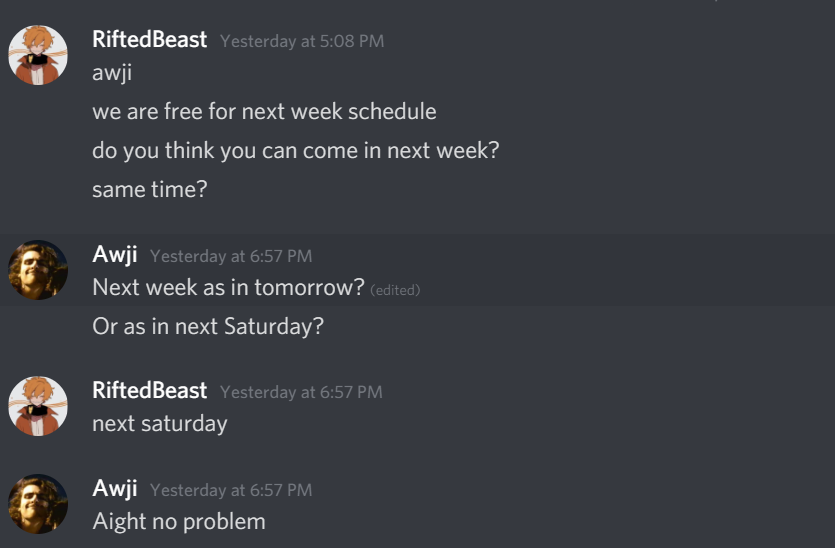 RiftedBeast Yesterday at 5:08 PM
awji
we are free for next week schedule
do you think you can come in next week?
same time?
Awji Yesterday at 6:57 PM
Next week as in tomorrow? (edited)
Or as in next Saturday?
RiftedBeast Yesterday at 6:57 PM
next saturday
Awji Yesterday at 6:57 PM
Aight no problem